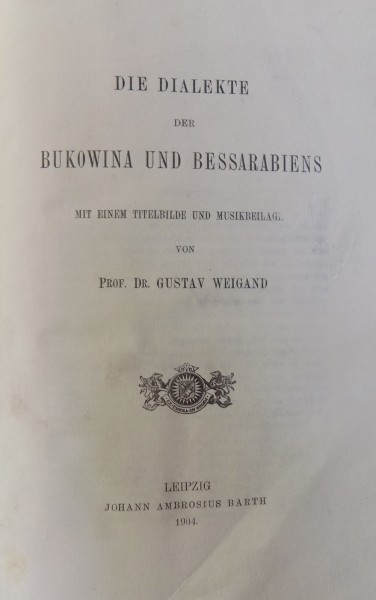 DIE DIALEKTE
DER
BUKOWINA UND BESSARABIENS
MIT EINEM TITELBILDE UND MUSIKBEILAGE.
VON
PROF. DR. GUSTAV WEIGAND
LEIPZIG
JOHANN AMBROSIUS BARTH
1904.